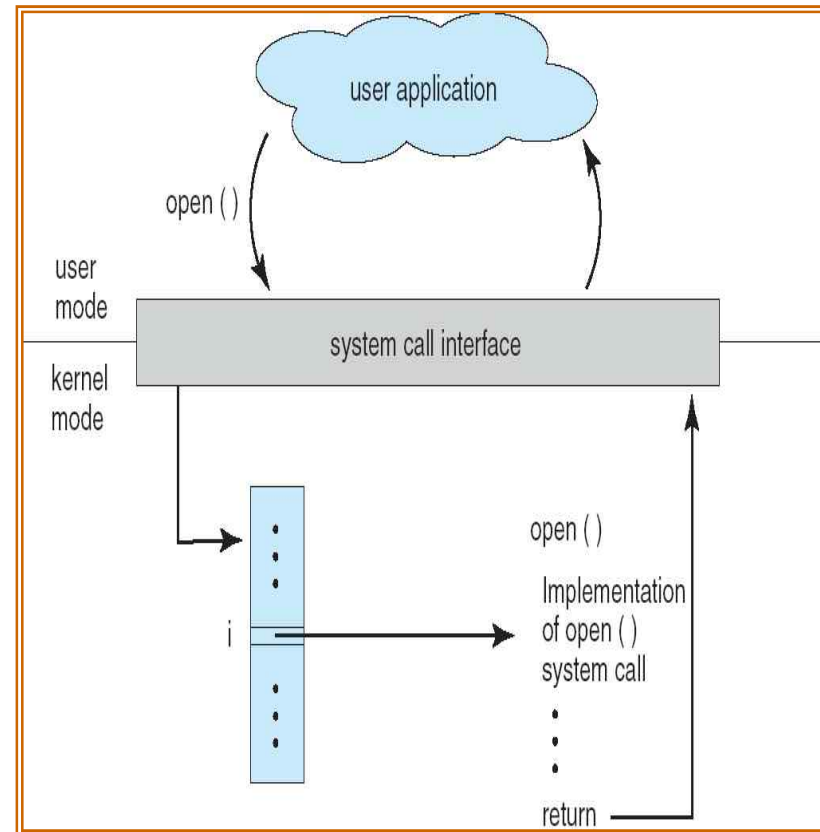 user application
open ( )
user
mode
system call interface
kernel
mode
open ( )
Implementation
of open ( )
system call
i
return